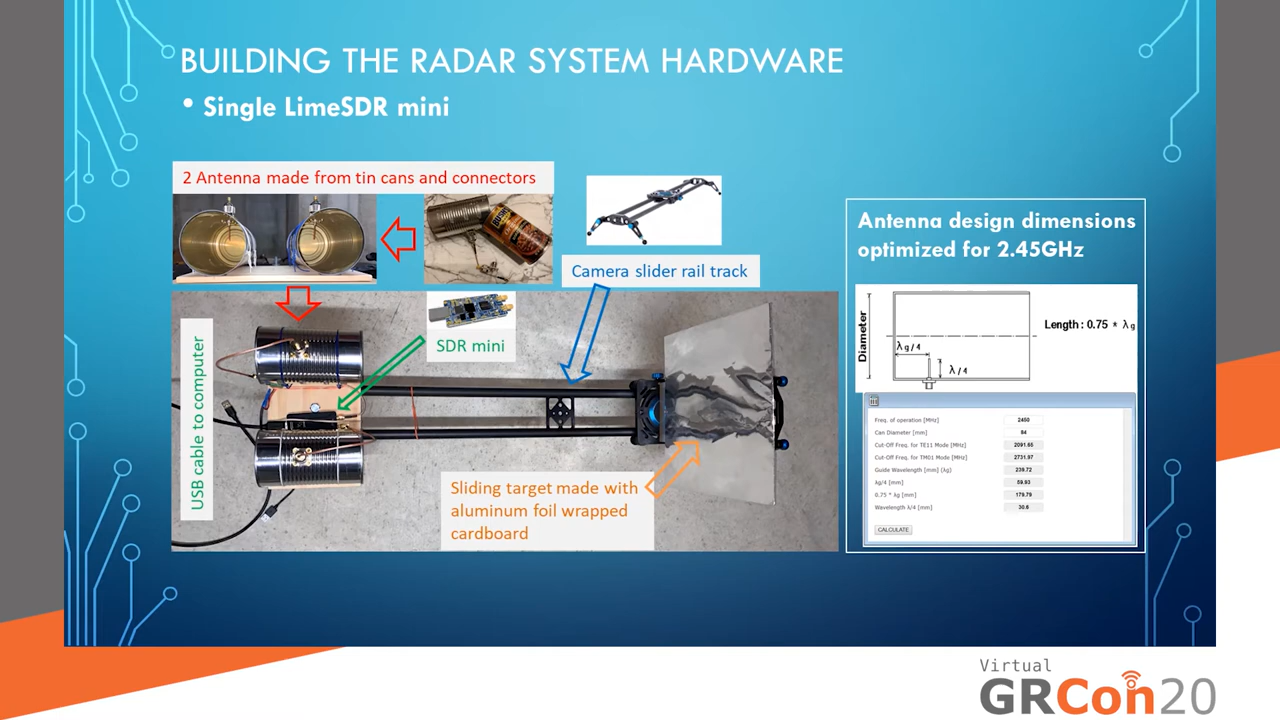 BUILDING THE RADAR SYSTEM HARDWARE
• Single LimeSDR mini
2 Antenna made from tin cans and connectors
Camera slider rail track
SDR mini
USB cable to computer
Sliding target made with
aluminum foil wrapped
cardboard
Antenna design dimensions
optimized for 2.45GHz
Diameter
Length : 0.75 * λg
λg/4
λ/4
Freq. of operation [MHz] 2450
Can Diameter [mm] 84
Cut-Off Freq. for TE11 Mode [MHz] 2091.65
Cut-Off Freq. for TM01 Mode [MHz] 2731.97
Guide Wavelength [mm] (λg) 239.72
λg/4 [mm] 59.93
0.75 * λg [mm] 179.79
Wavelength λ/4 [mm] 30.6
CALCULATE
Virtual
GRCon20